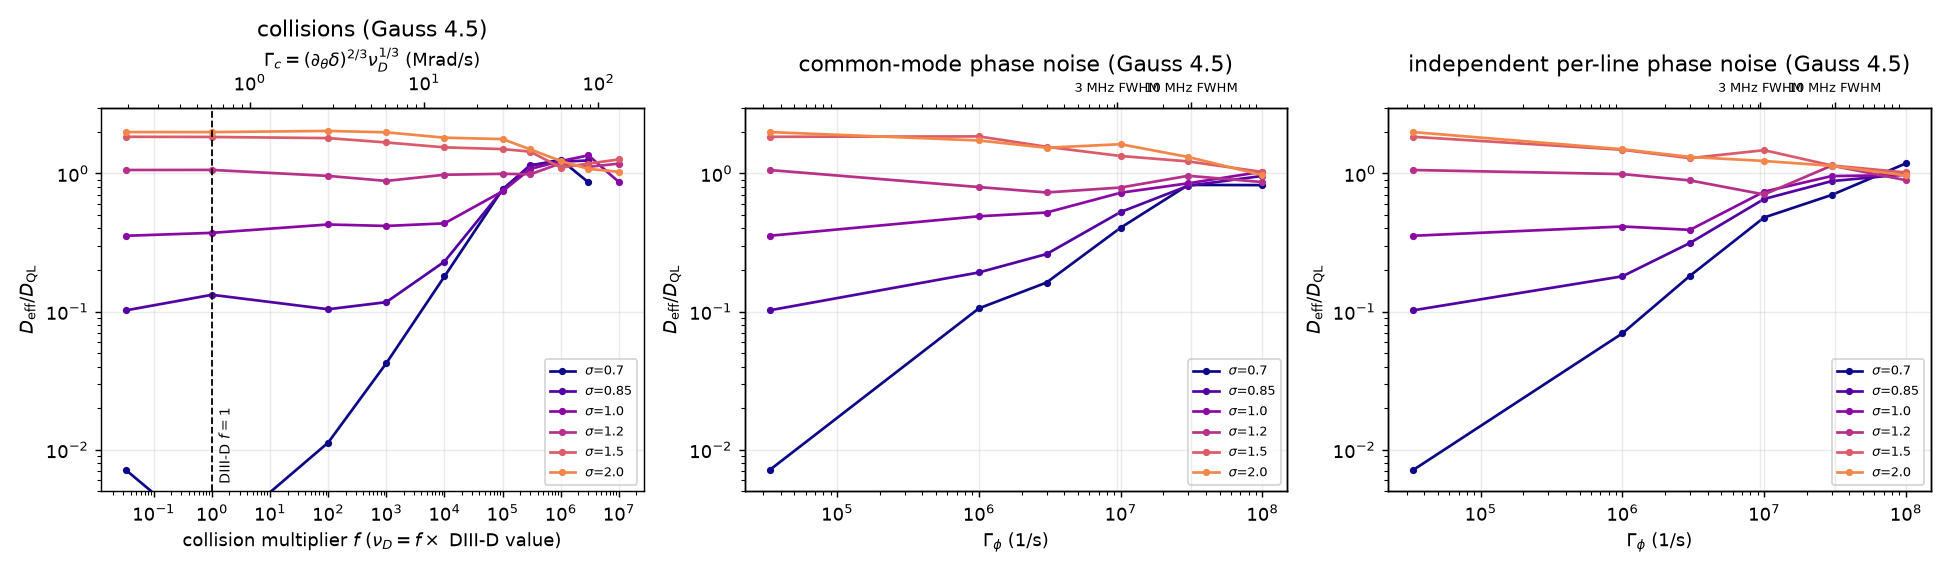 collisions (Gauss 4.5)
Γ_c = (∂_θδ)^{2/3}ν_D^{1/3} (Mrad/s)
10^0 10^1 10^2
10^0
10^{-1}
10^{-2}
D_eff/D_QL
DIII-D f = 1
σ=0.7
σ=0.85
σ=1.0
σ=1.2
σ=1.5
σ=2.0
10^{-1} 10^0 10^1 10^2 10^3 10^4 10^5 10^6 10^7
collision multiplier f (ν_D = f × DIII-D value)
common-mode phase noise (Gauss 4.5)
3 MHz FWHM 10 MHz FWHM
10^0
10^{-1}
10^{-2}
D_eff/D_QL
σ=0.7
σ=0.85
σ=1.0
σ=1.2
σ=1.5
σ=2.0
10^5 10^6 10^7 10^8
Γ_ϕ (1/s)
independent per-line phase noise (Gauss 4.5)
3 MHz FWHM 10 MHz FWHM
10^0
10^{-1}
10^{-2}
D_eff/D_QL
σ=0.7
σ=0.85
σ=1.0
σ=1.2
σ=1.5
σ=2.0
10^5 10^6 10^7 10^8
Γ_ϕ (1/s)